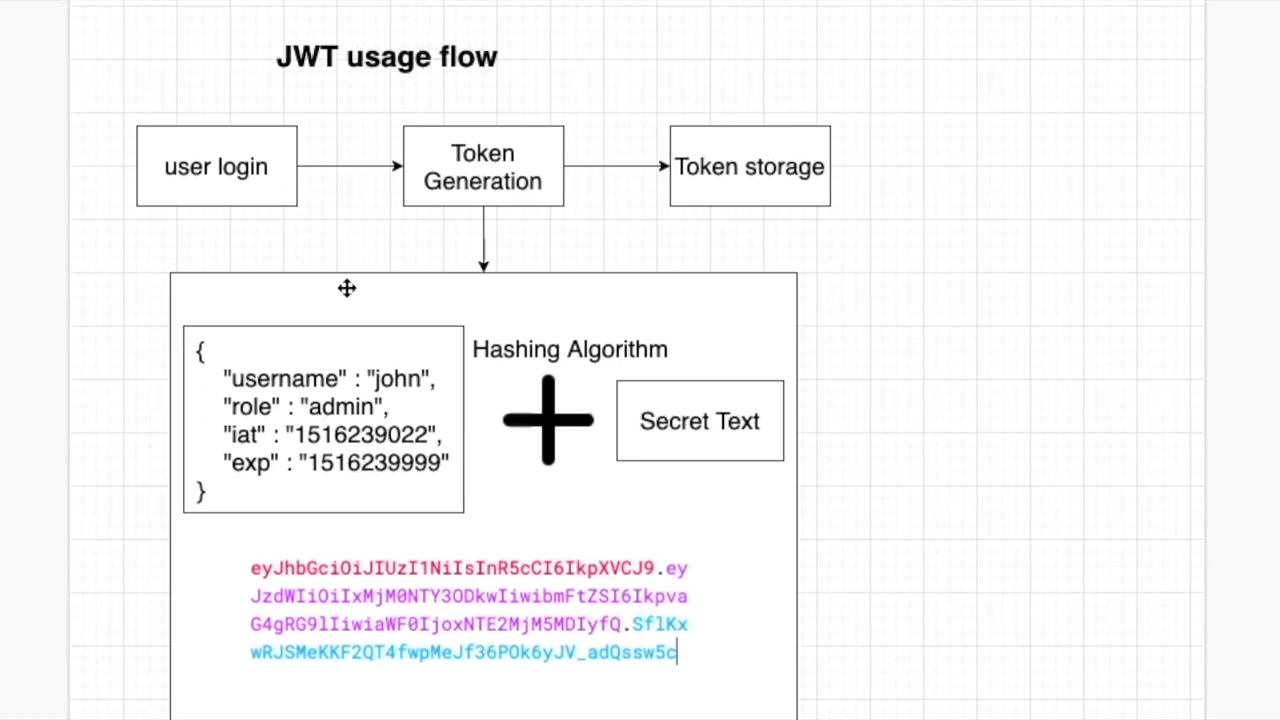 JWT usage flow
user login
Token
Generation
Token storage
{
"username" : "john",
"role" : "admin",
"iat" : "1516239022",
"exp" : "1516239999"
}
Hashing Algorithm
Secret Text
eyJhbGciOiJIUzI1NiIsInR5cCI6IkpXVCJ9.ey
JzdWIiOiIxMjM0NTY3ODkwIiwibmFtZSI6Ikpva
G4gRG9lIiwiaWF0IjoxNTE2MjM5MDIyfQ.SflKx
wRJSMeKKF2QT4fwpMeJf36POk6yJV_adQssw5c